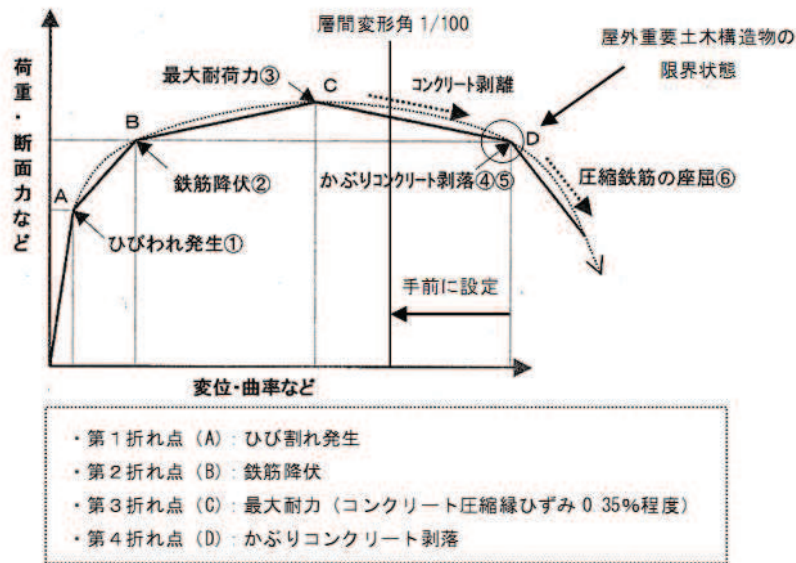 層間変形角 1/100
屋外重要土木構造物の
限界状態
荷重・断面力など
最大耐荷力③
C
コンクリート剥離
B
D
鉄筋降伏②
かぶりコンクリート剥落④⑤
圧縮鉄筋の座屈⑥
A
ひびわれ発生①
手前に設定
変位・曲率など
・第1折れ点（A）：ひび割れ発生
・第2折れ点（B）：鉄筋降伏
・第3折れ点（C）：最大耐力（コンクリート圧縮縁ひずみ 0.35%程度）
・第4折れ点（D）：かぶりコンクリート剥落